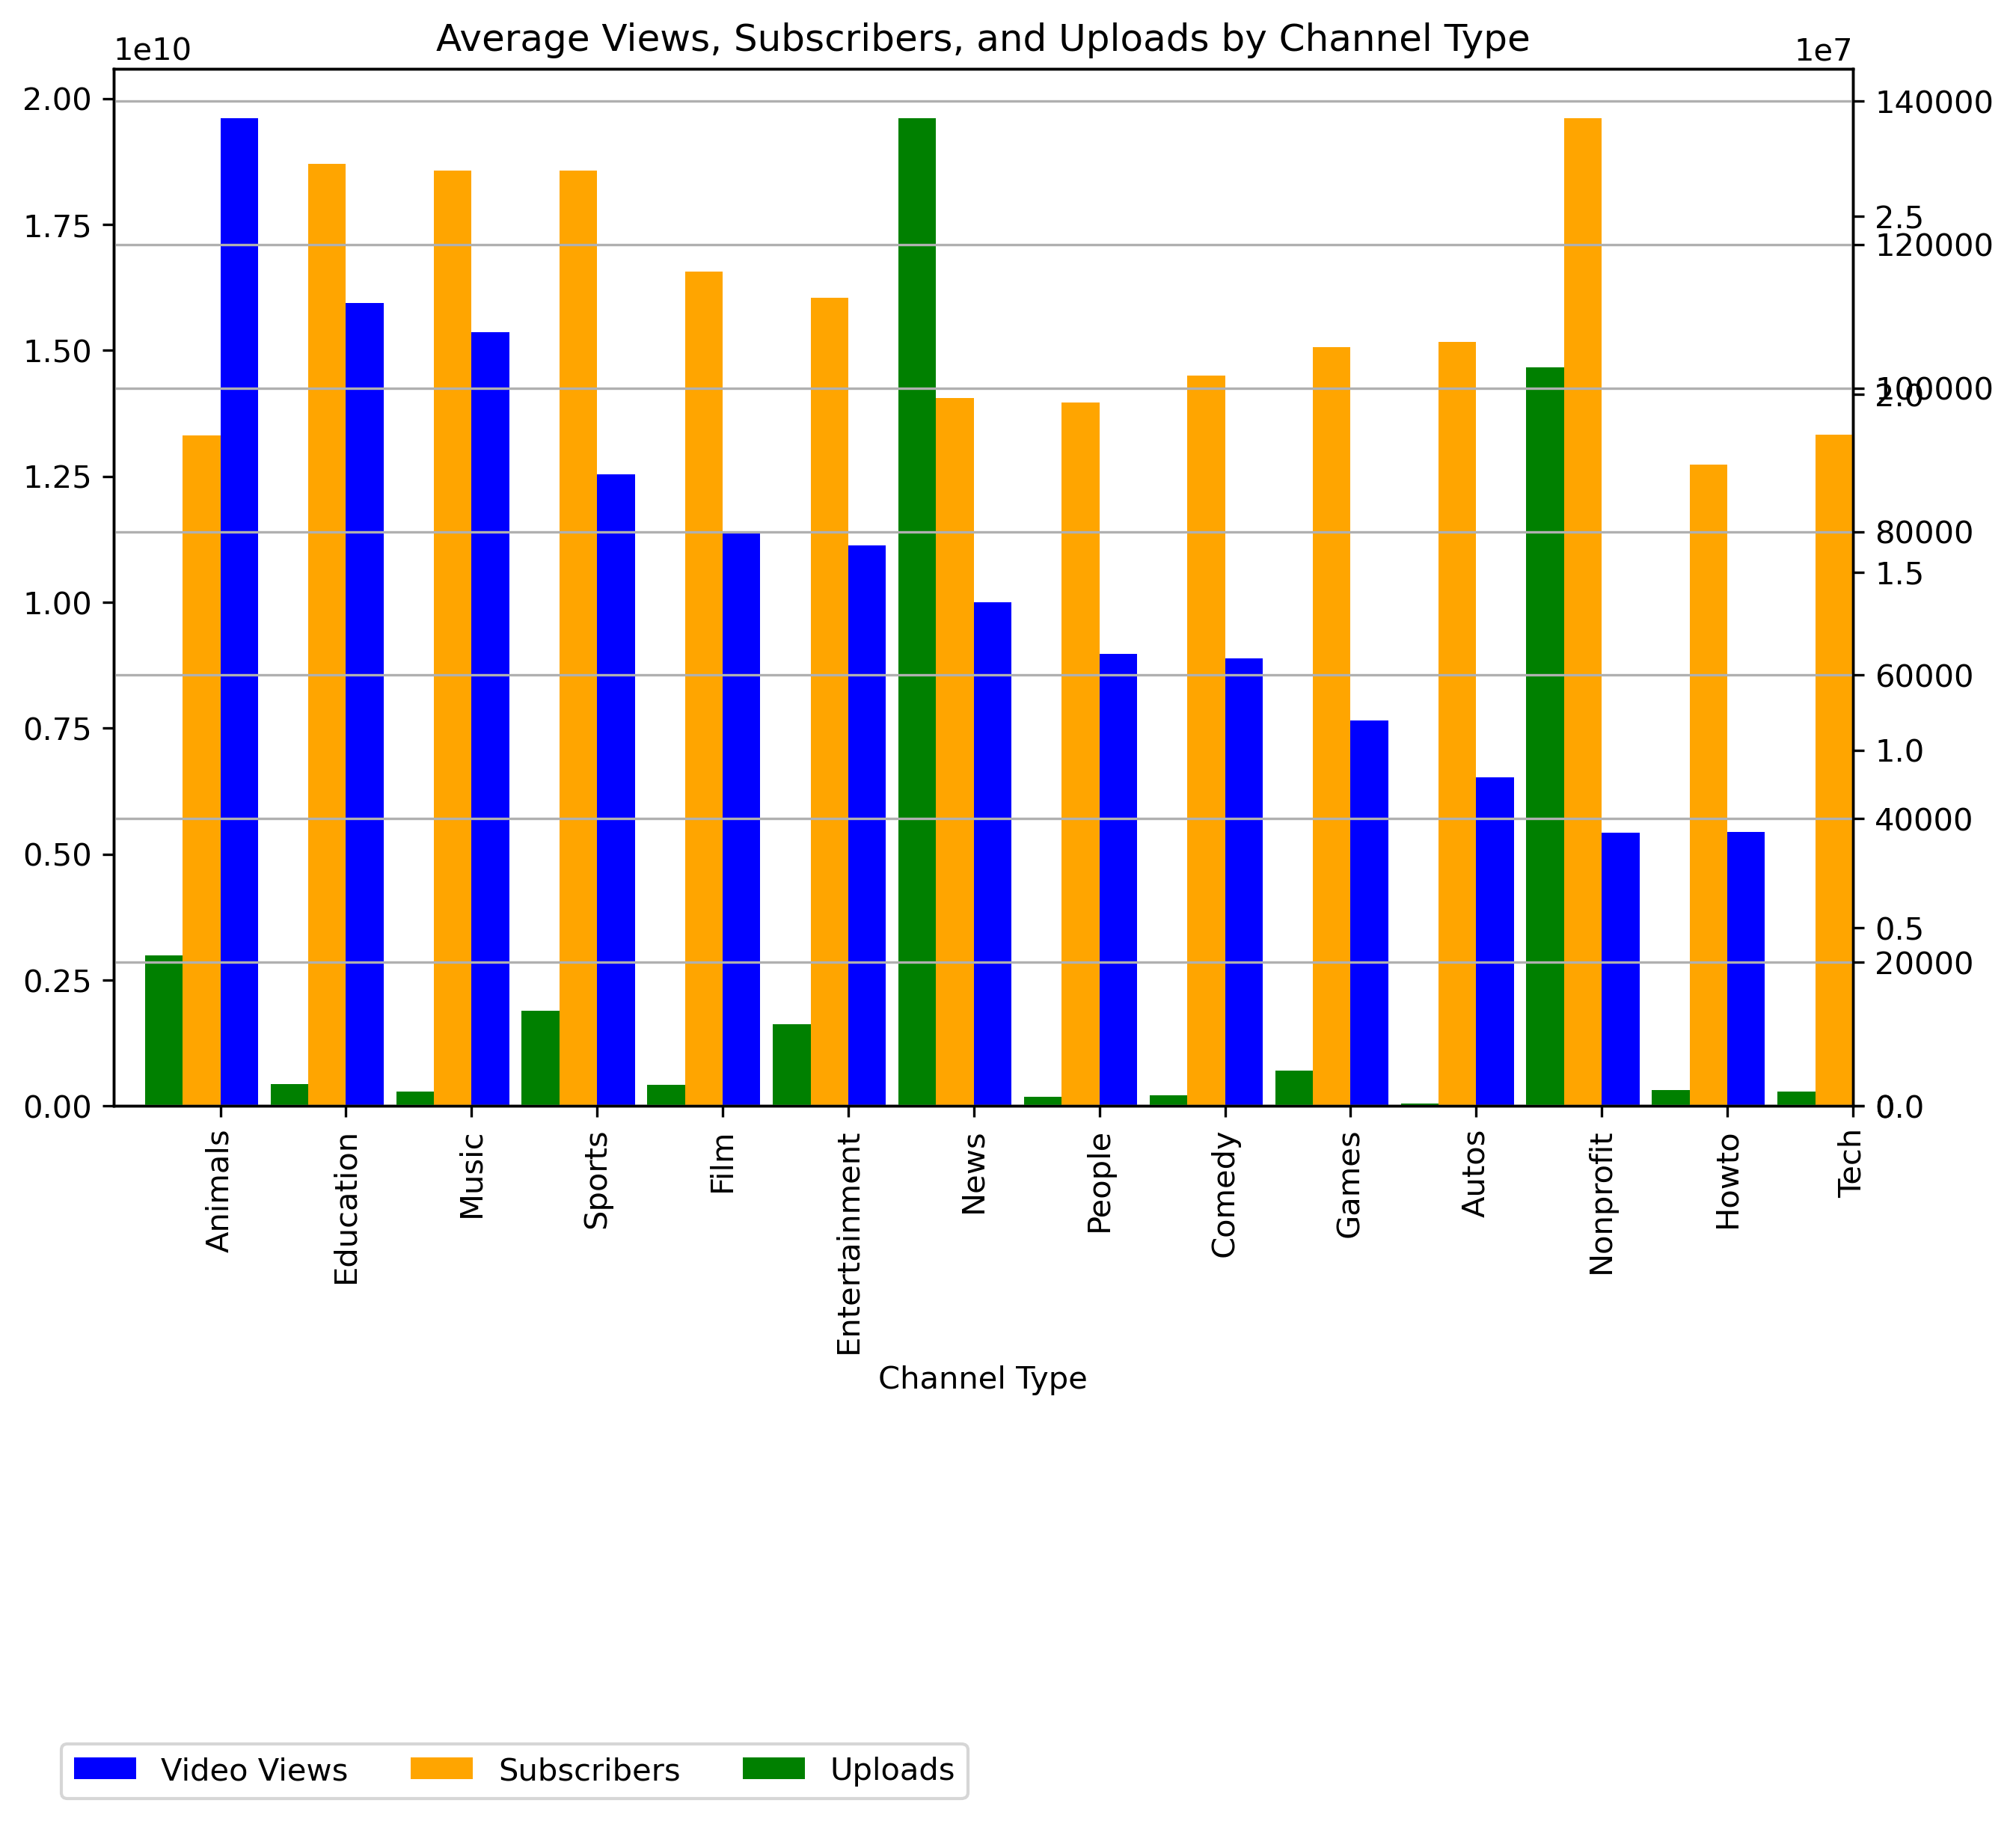 Average Views, Subscribers, and Uploads by Channel Type
1e10
1e7
2.00
1.75
1.50
1.25
1.00
0.75
0.50
0.25
0.00
140000
2.5
120000
100000
2.0
80000
1.5
60000
1.0
40000
0.5
20000
0.0
Animals
Education
Music
Sports
Film
Entertainment
News
People
Comedy
Games
Autos
Nonprofit
Howto
Tech
Channel Type
Video Views
Subscribers
Uploads